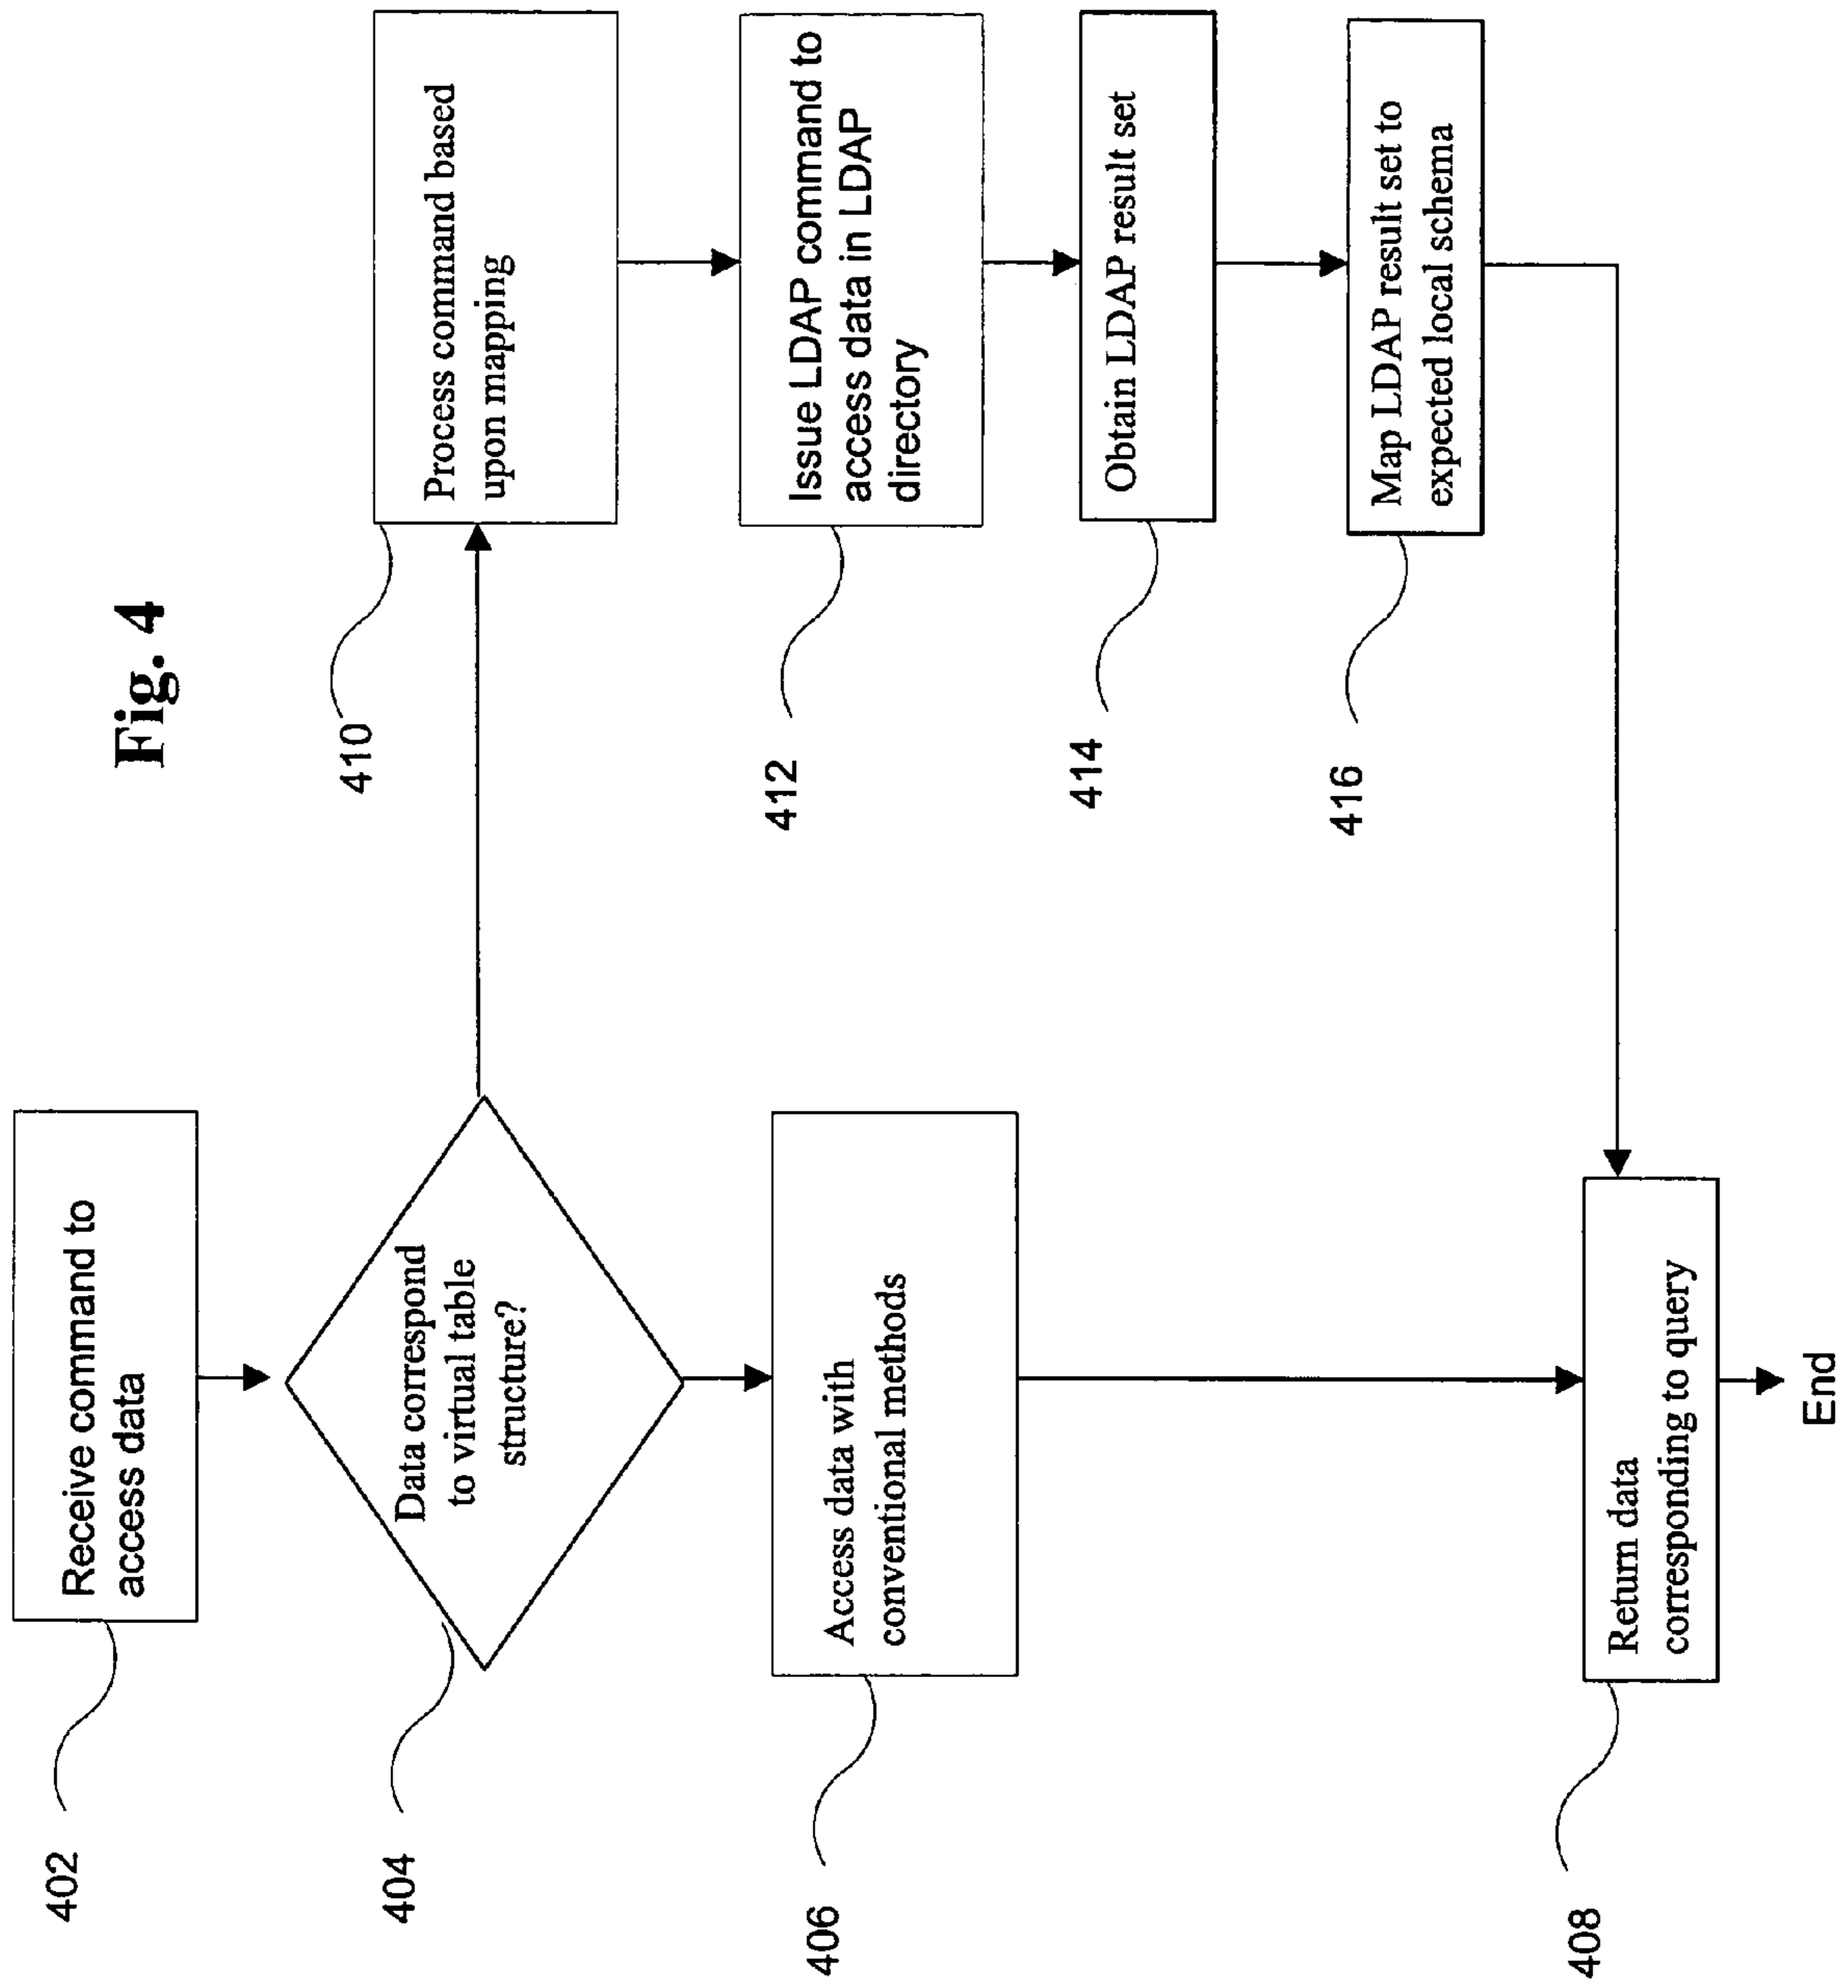 Fig. 4
402
Receive command to
access data
404
Data correspond
to virtual table
structure?
406
Access data with
conventional methods
408
Return data
corresponding to query
End
410
Process command based
upon mapping
412
Issue LDAP command to
access data in LDAP
directory
414
Obtain LDAP result set
416
Map LDAP result set to
expected local schema